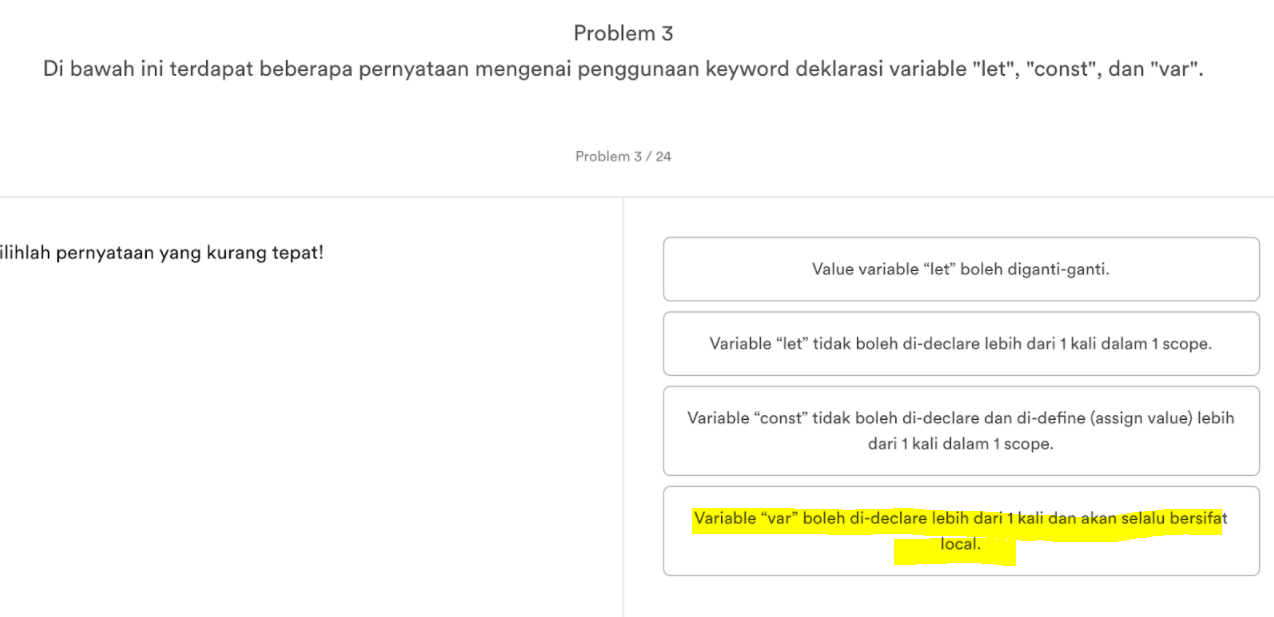 Problem 3
Di bawah ini terdapat beberapa pernyataan mengenai penggunaan keyword deklarasi variable "let", "const", dan "var".
Problem 3 / 24
ilihlah pernyataan yang kurang tepat!
Value variable “let” boleh diganti-ganti.
Variable “let” tidak boleh di-declare lebih dari 1 kali dalam 1 scope.
Variable “const” tidak boleh di-declare dan di-define (assign value) lebih
dari 1 kali dalam 1 scope.
Variable “var” boleh di-declare lebih dari 1 kali dan akan selalu bersifat
local.